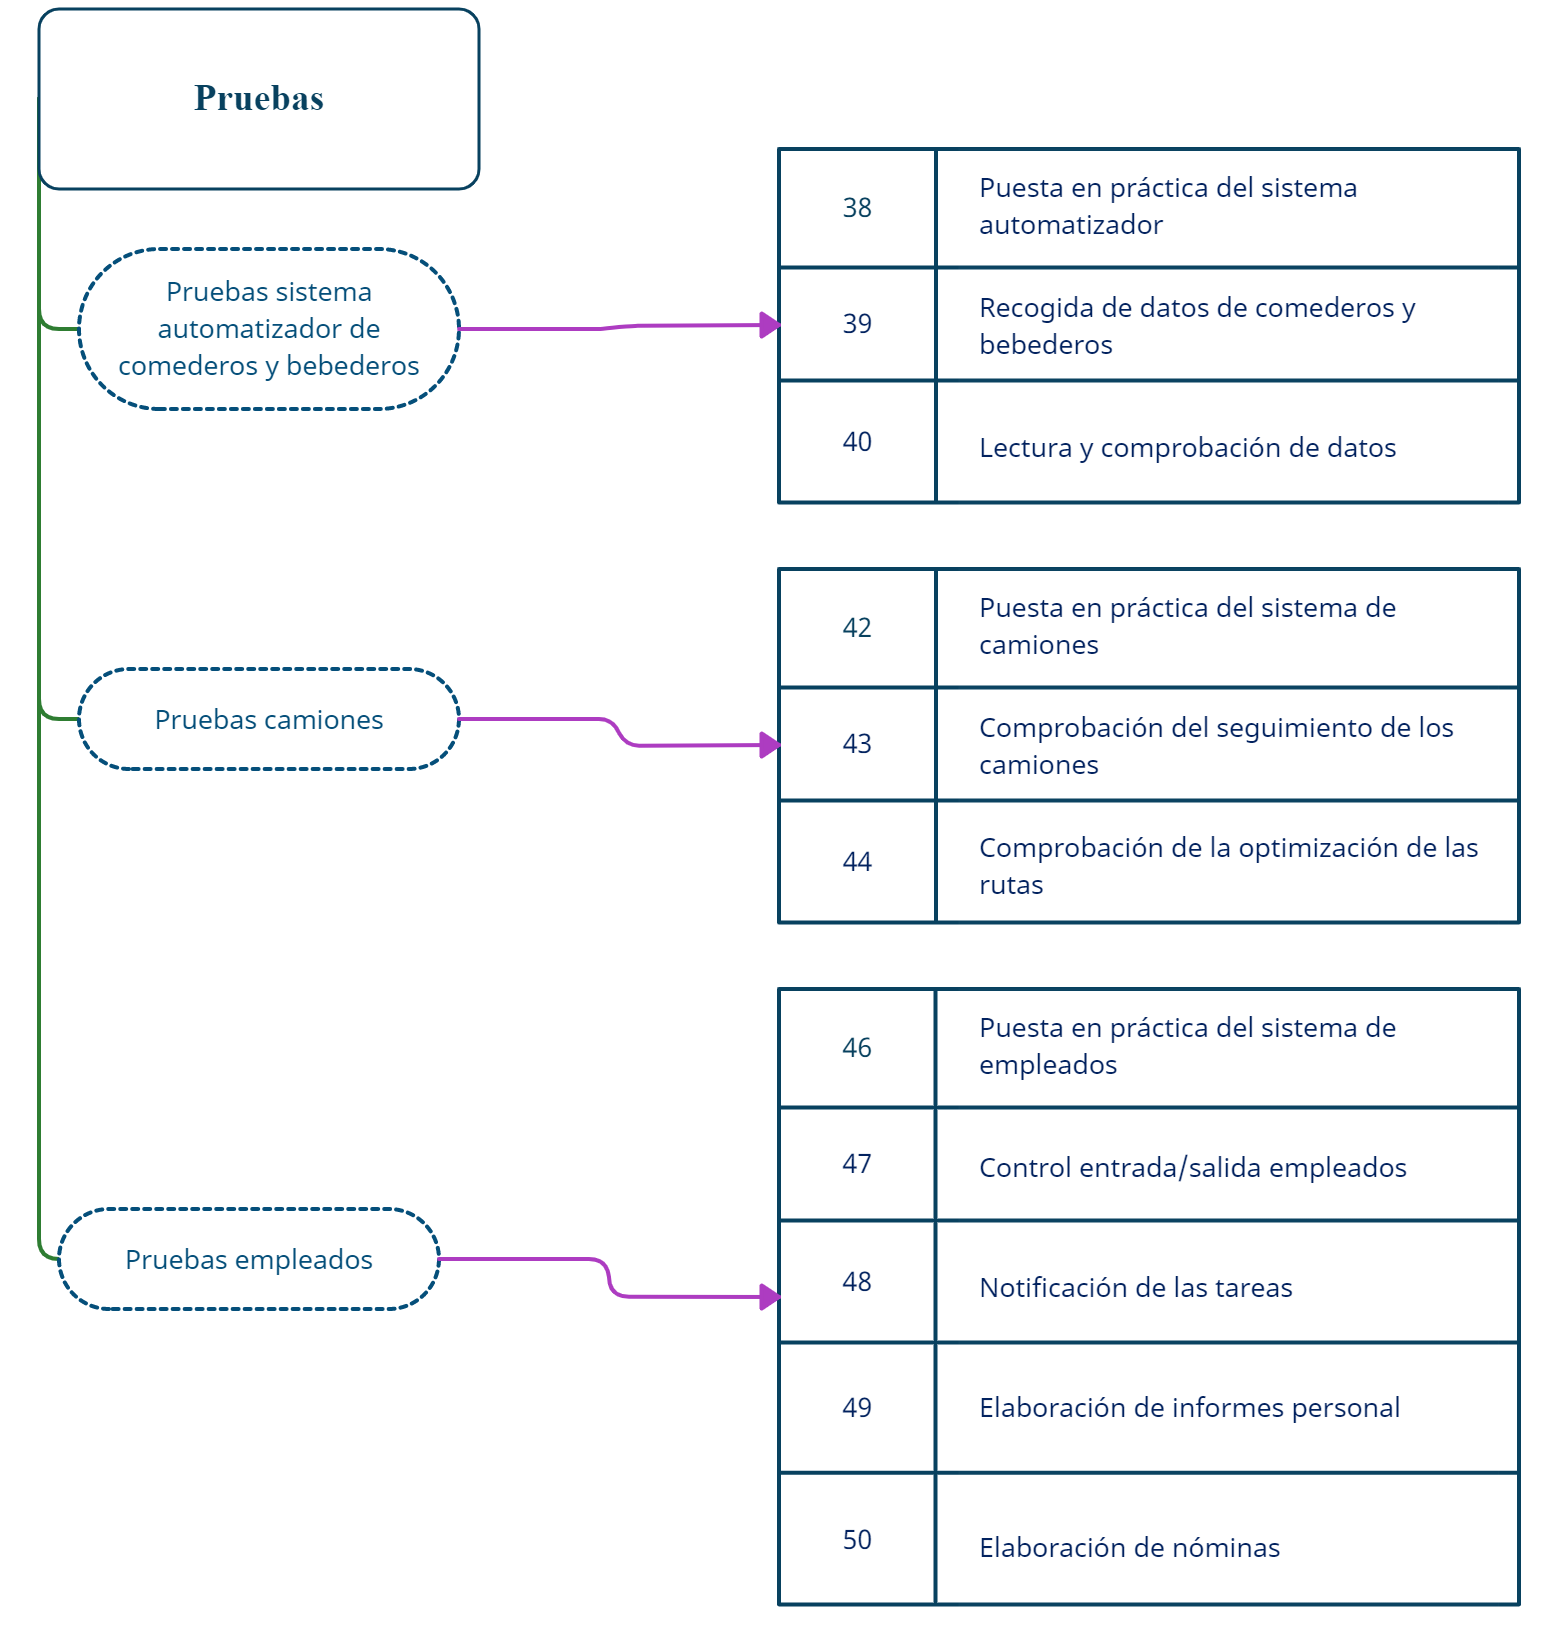 Pruebas
Pruebas sistema
automatizador de
comederos y bebederos
38
Puesta en práctica del sistema
automatizador
39
Recogida de datos de comederos y
bebederos
40
Lectura y comprobación de datos
Pruebas camiones
42
Puesta en práctica del sistema de
camiones
43
Comprobación del seguimiento de los
camiones
44
Comprobación de la optimización de las
rutas
Pruebas empleados
46
Puesta en práctica del sistema de
empleados
47
Control entrada/salida empleados
48
Notificación de las tareas
49
Elaboración de informes personal
50
Elaboración de nóminas